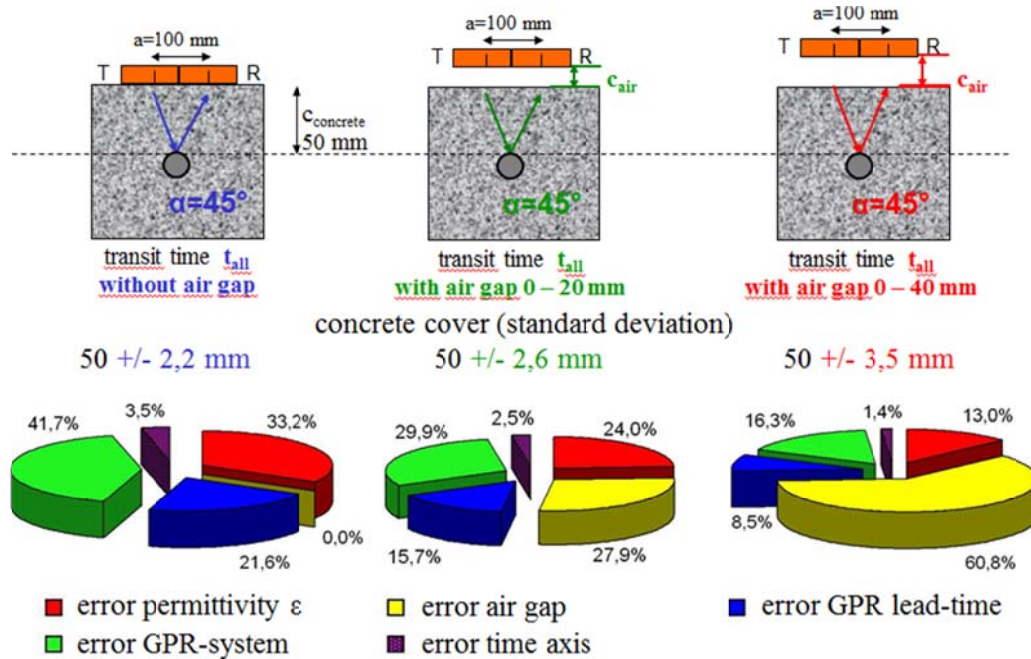 a=100 mm
a=100 mm
a=100 mm
T R
T R
T R
c_air
c_air
c_concrete
50 mm
α=45°
α=45°
α=45°
transit time t_all
without air gap
transit time t_all
with air gap 0 – 20 mm
transit time t_all
with air gap 0 – 40 mm
concrete cover (standard deviation)
50 +/- 2,2 mm
50 +/- 2,6 mm
50 +/- 3,5 mm
41,7%
3,5%
33,2%
0,0%
21,6%
29,9%
2,5%
24,0%
27,9%
15,7%
16,3%
1,4%
13,0%
60,8%
8,5%
error permittivity ε
error air gap
error GPR lead-time
error GPR-system
error time axis